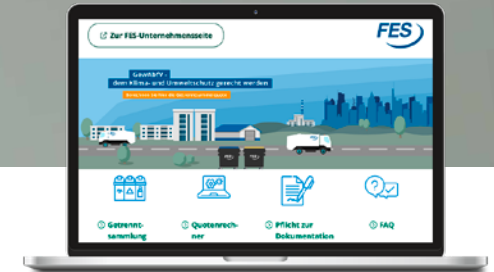 Zur FES-Unternehmensseite
FES
GewAbfV -
dem Klima- und Umweltschutz gerecht werden
Getrennt-
sammlung
Quotenrech-
ner
Pflicht zur
Dokumentation
FAQ